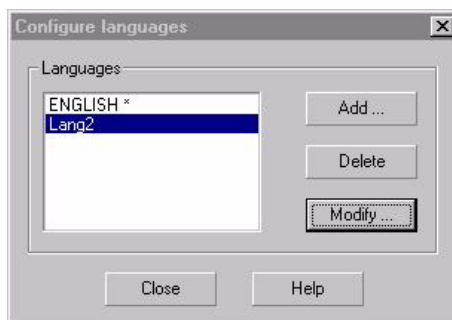 Configure languages
Languages
ENGLISH *
Lang2
Add ...
Delete
Modify ...
Close
Help